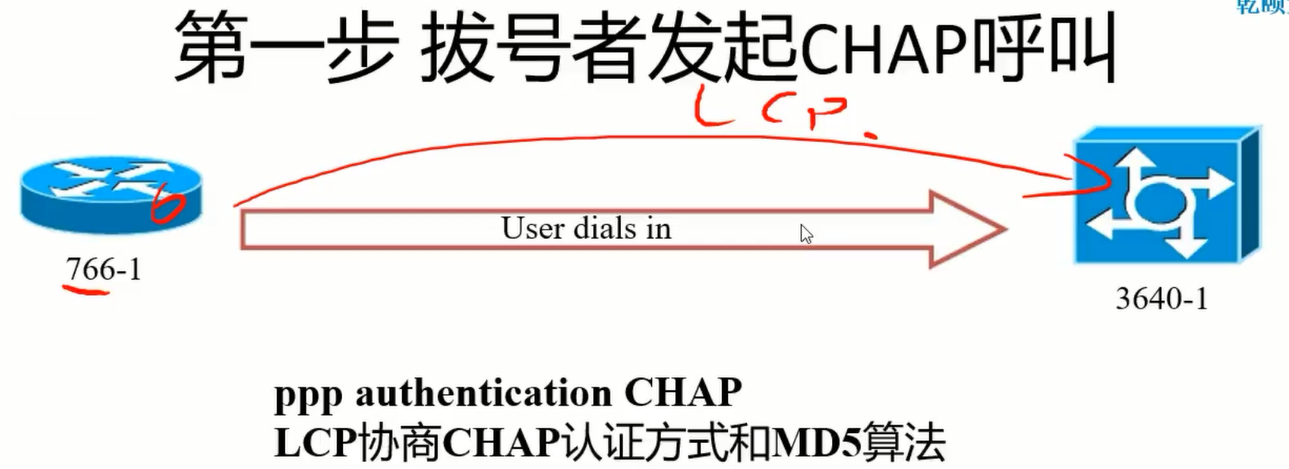 乾颐
第一步 拔号者发起CHAP呼叫
LCP.
User dials in
766-1
3640-1
ppp authentication CHAP
LCP协商CHAP认证方式和MD5算法